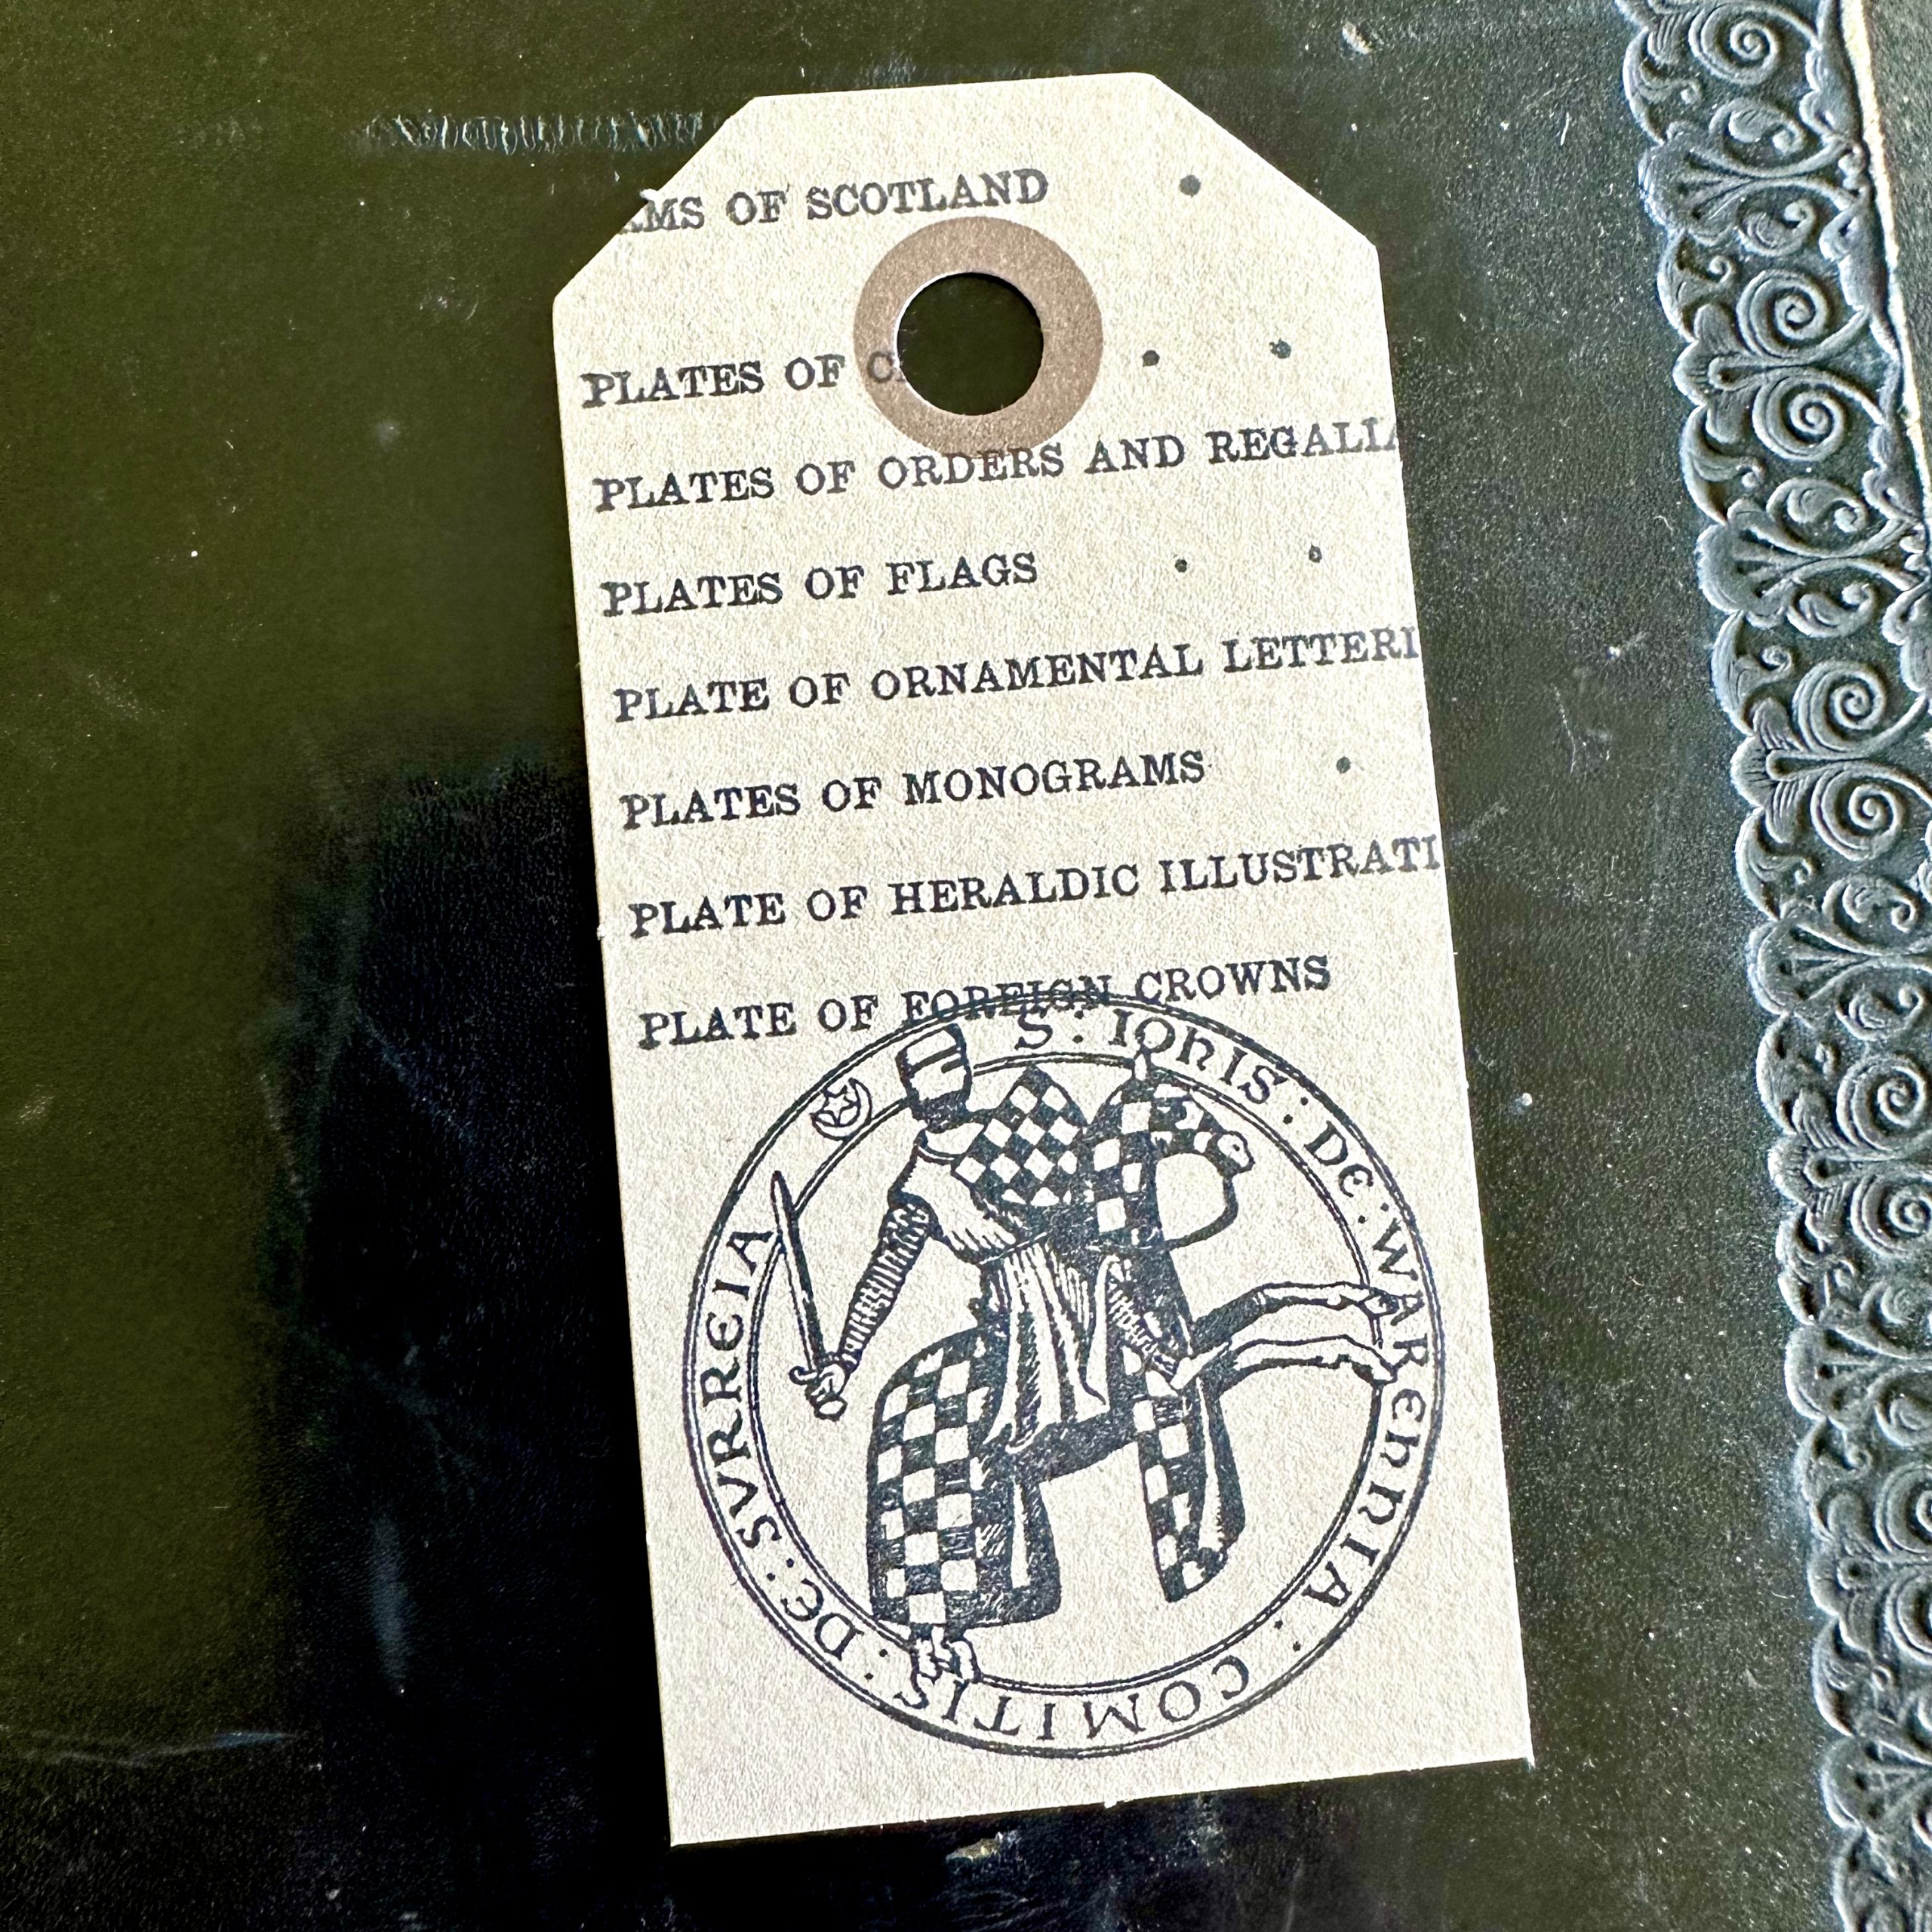 MS OF SCOTLAND
PLATES OF
PLATES OF ORDERS AND REGALIA
PLATES OF FLAGS
PLATE OF ORNAMENTAL LETTERI
PLATES OF MONOGRAMS
PLATE OF HERALDIC ILLUSTRATI
PLATE OF FOREIGN CROWNS
S : IOHIS : DE : WARENNIA : COMITIS : DE : SVRREIA